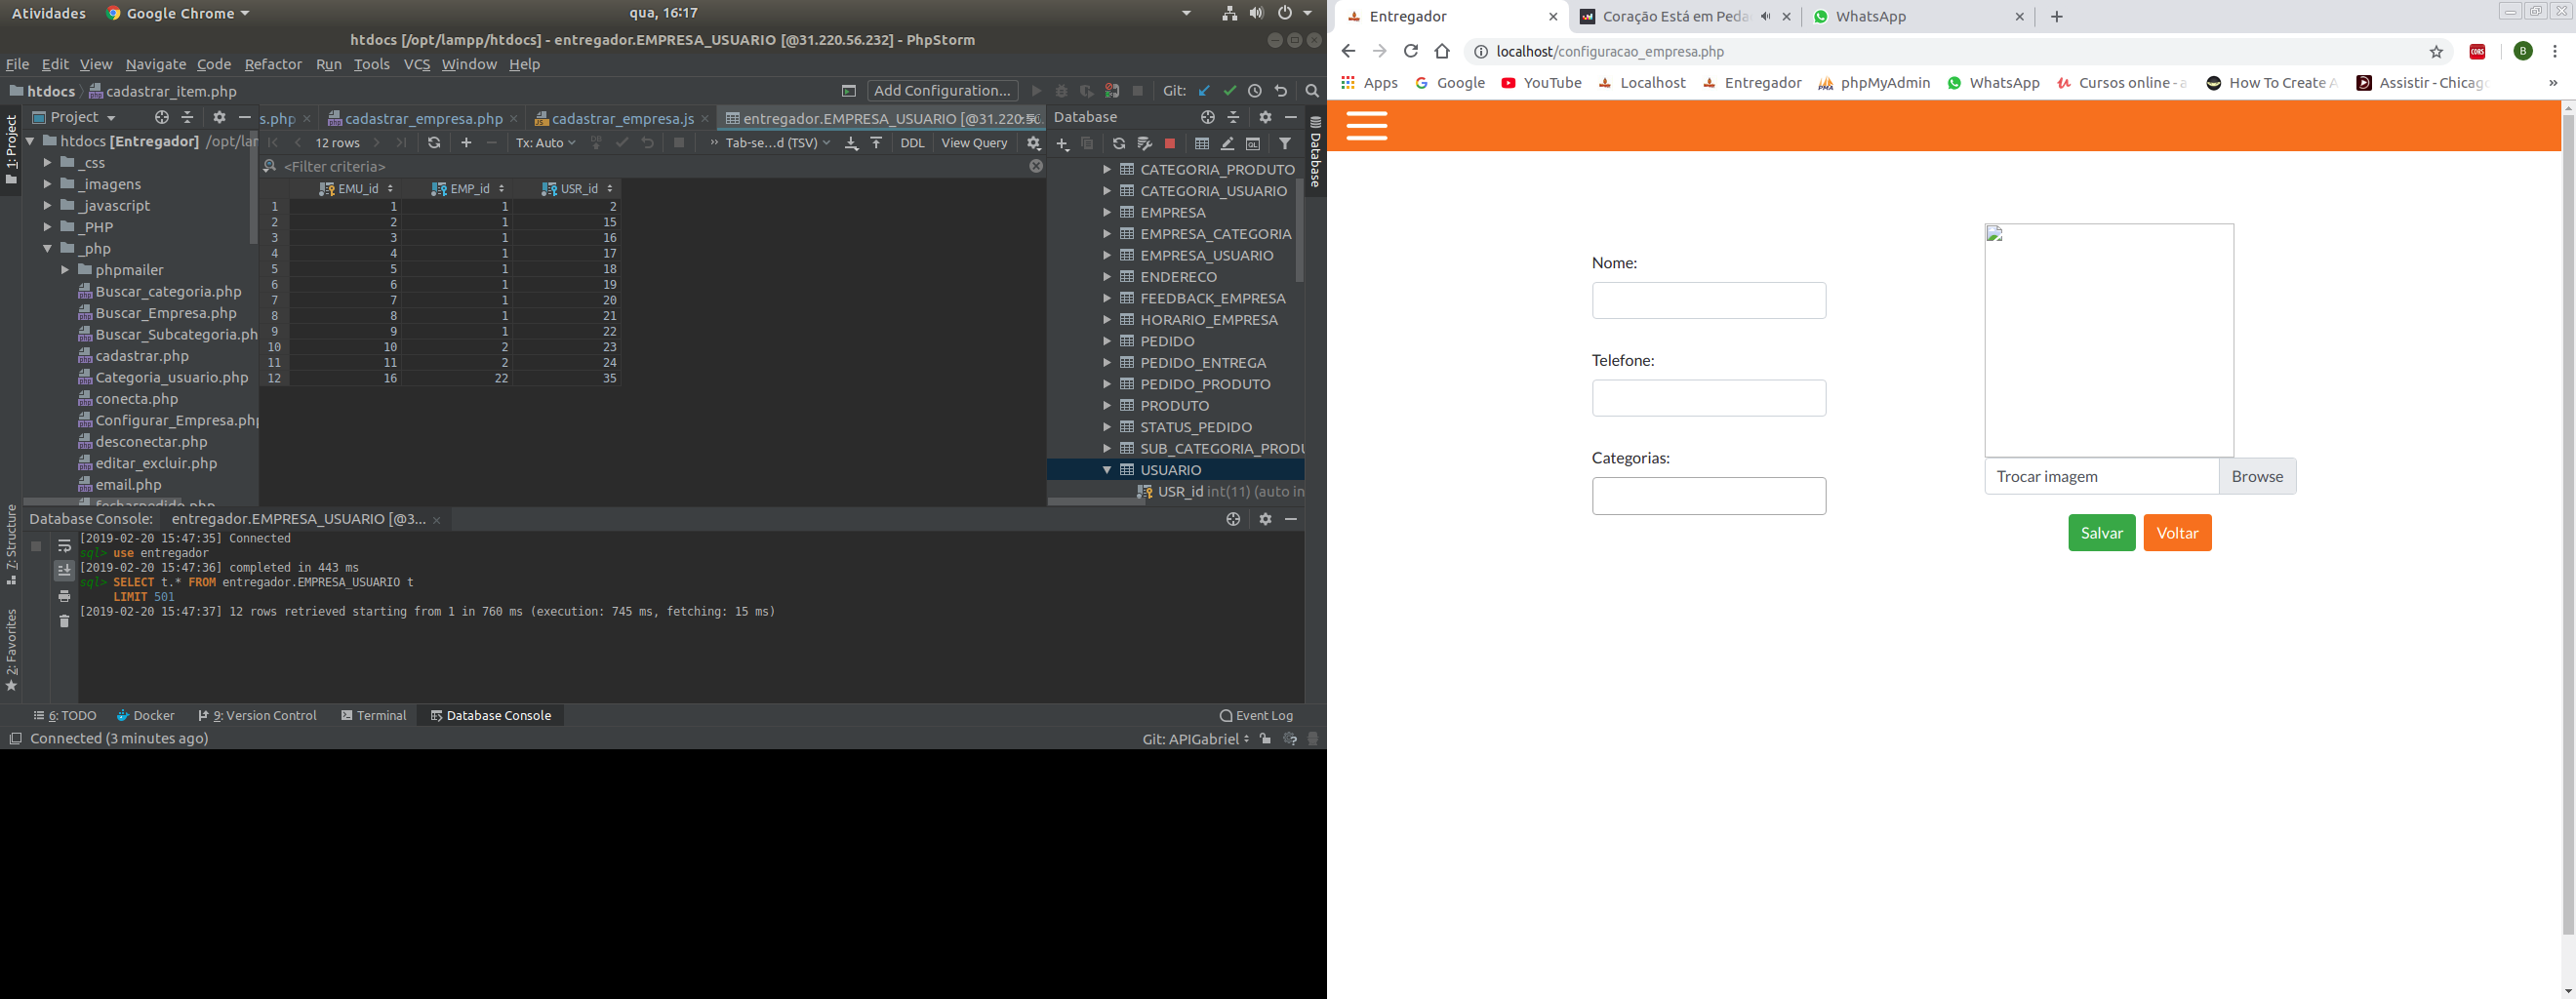 Atividades Google Chrome qua, 16:17
htdocs [/opt/lampp/htdocs] - entregador.EMPRESA_USUARIO [@31.220.56.232] - PhpStorm
File Edit View Navigate Code Refactor Run Tools VCS Window Help
htdocs cadastrar_item.php Add Configuration... Git:
1: Project
Project
htdocs [Entregador] /opt/lar
_css
_imagens
_javascript
_PHP
_php
phpmailer
Buscar_categoria.php
Buscar_Empresa.php
Buscar_Subcategoria.ph
cadastrar.php
Categoria_usuario.php
conecta.php
Configurar_Empresa.php
desconectar.php
editar_excluir.php
email.php
s.php cadastrar_empresa.php cadastrar_empresa.js entregador.EMPRESA_USUARIO [@31.220.56.
12 rows Tx: Auto Tab-se...d (TSV) DDL View Query
<Filter criteria>
EMU_id EMP_id USR_id
1 1 1 2
2 2 1 15
3 3 1 16
4 4 1 17
5 5 1 18
6 6 1 19
7 7 1 20
8 8 1 21
9 9 1 22
10 10 2 23
11 11 2 24
12 16 22 35
Database
Database
CATEGORIA_PRODUTO
CATEGORIA_USUARIO
EMPRESA
EMPRESA_CATEGORIA
EMPRESA_USUARIO
ENDERECO
FEEDBACK_EMPRESA
HORARIO_EMPRESA
PEDIDO
PEDIDO_ENTREGA
PEDIDO_PRODUTO
PRODUTO
STATUS_PEDIDO
SUB_CATEGORIA_PRODU
USUARIO
USR_id int(11) (auto in
7: Structure
2: Favorites
Database Console: entregador.EMPRESA_USUARIO [@3...
[2019-02-20 15:47:35] Connected
sql> use entregador
[2019-02-20 15:47:36] completed in 443 ms
sql> SELECT t.* FROM entregador.EMPRESA_USUARIO t
LIMIT 501
[2019-02-20 15:47:37] 12 rows retrieved starting from 1 in 760 ms (execution: 745 ms, fetching: 15 ms)
6: TODO Docker 9: Version Control Terminal Database Console Event Log
Connected (3 minutes ago) Git: APIGabriel
Entregador Coração Está em Peda WhatsApp
localhost/configuracao_empresa.php CORS B
Apps Google YouTube Localhost Entregador phpMyAdmin WhatsApp Cursos online - a How To Create A Assistir - Chicago »
Nome:
Telefone:
Categorias:
Trocar imagem Browse
Salvar Voltar